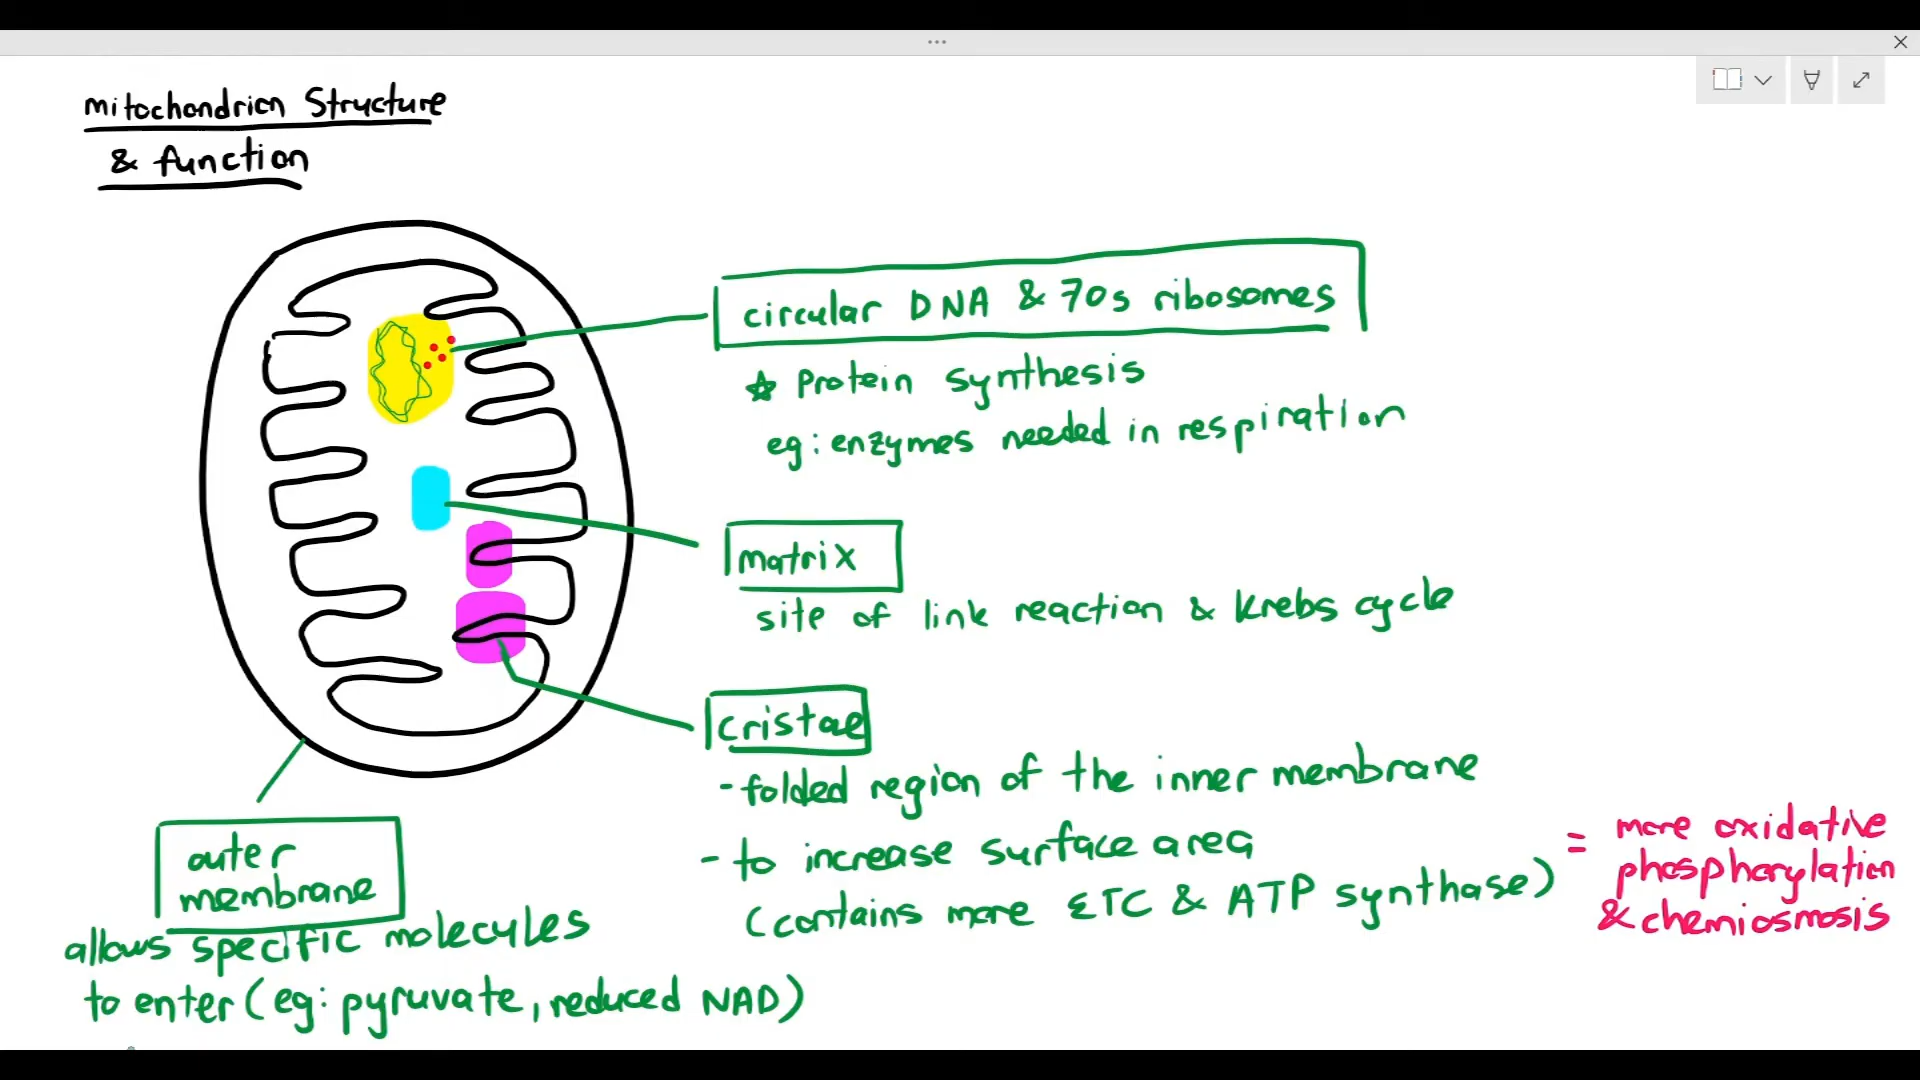 mitochondrion Structure
& function
circular DNA & 70s ribosomes
☆ Protein synthesis
eg: enzymes needed in respiration
matrix
site of link reaction & Krebs cycle
cristae
- folded region of the inner membrane
- to increase surface area
(contains more ETC & ATP synthase)
= more oxidative
phosphorylation
& chemiosmosis
outer
membrane
allows specific molecules
to enter (eg: pyruvate, reduced NAD)